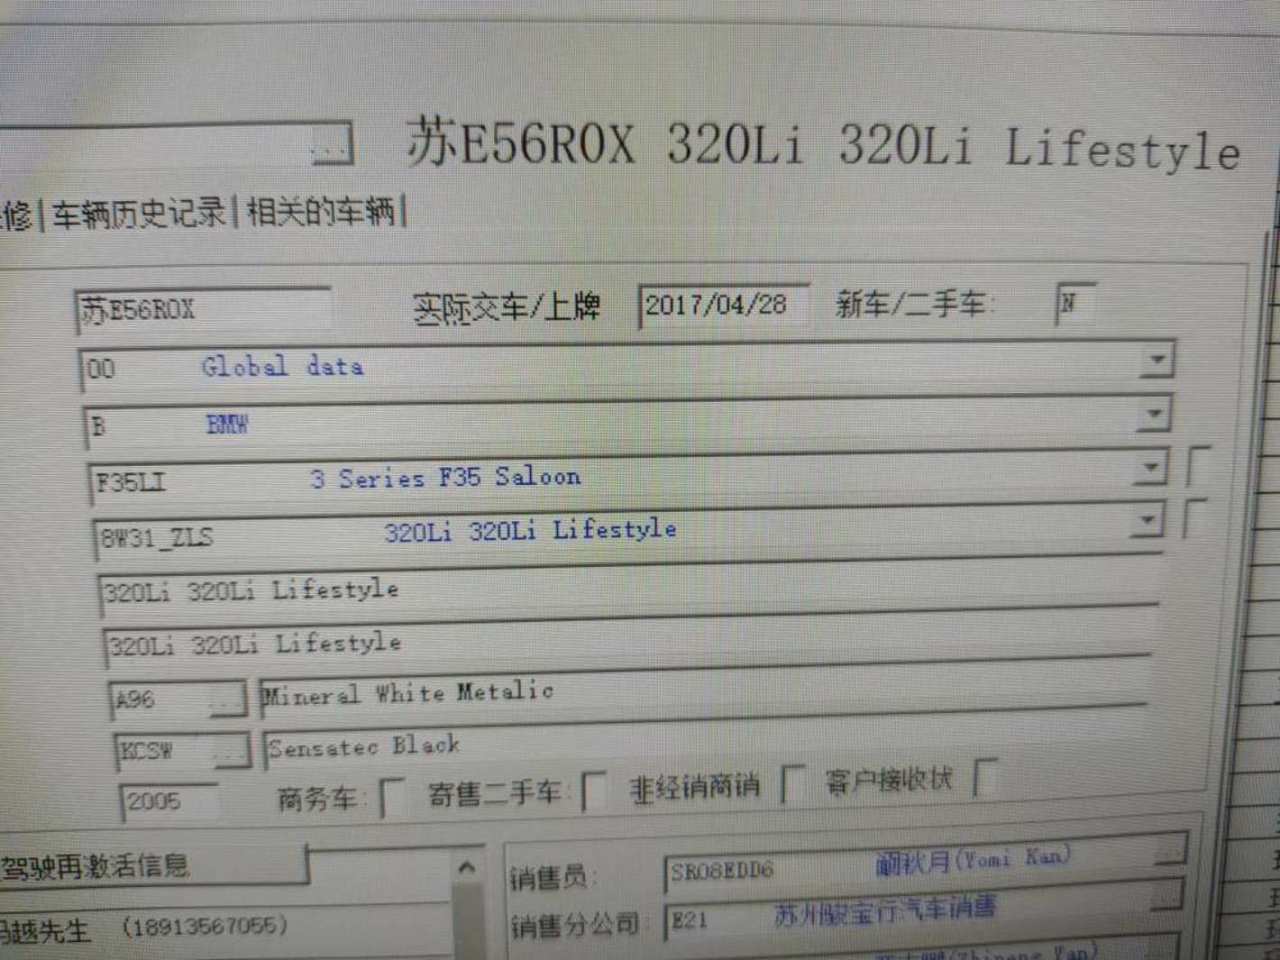 苏E56R0X 320Li 320Li Lifestyle
修|车辆历史记录|相关的车辆|
苏E56R0X 实际交车/上牌 2017/04/28 新车/二手车: N
00 Global data
B BMW
F35LI 3 Series F35 Saloon
8W31_ZLS 320Li 320Li Lifestyle
320Li 320Li Lifestyle
320Li 320Li Lifestyle
A96 ... Mineral White Metalic
KCSW ... Sensatec Black
2005 商务车: 寄售二手车: 非经销商销 客户接收状
驾驶再激活信息
越先生 (18913567055)
销售员: SR08EDD6 阚秋月(Yomi Kan)
销售分公司: E21 苏州骏宝行汽车销售